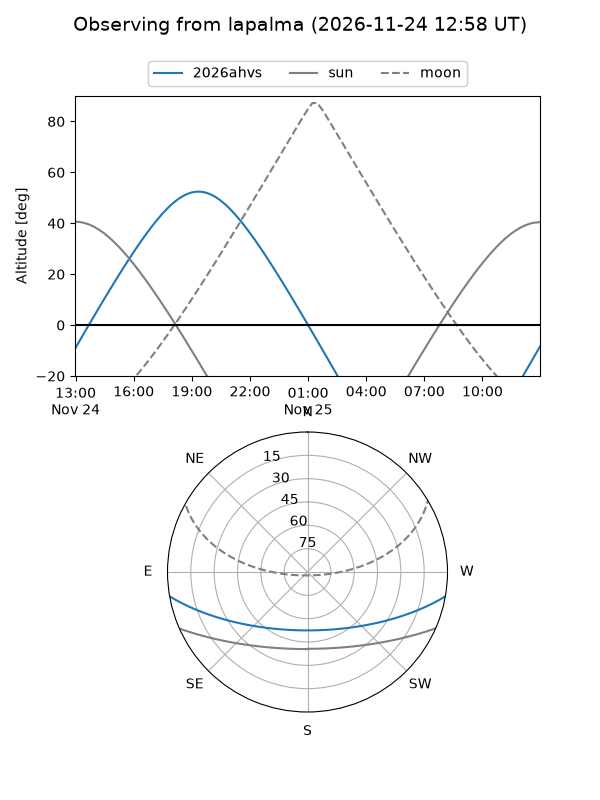 Observing from lapalma (2026-11-24 12:58 UT)
2026ahvs sun moon
Altitude [deg]
80
60
40
20
0
−20
13:00 16:00 19:00 22:00 01:00 04:00 07:00 10:00
Nov 24 Nov 25
N
NE NW
15
30
45
60
75
E W
SE SW
S